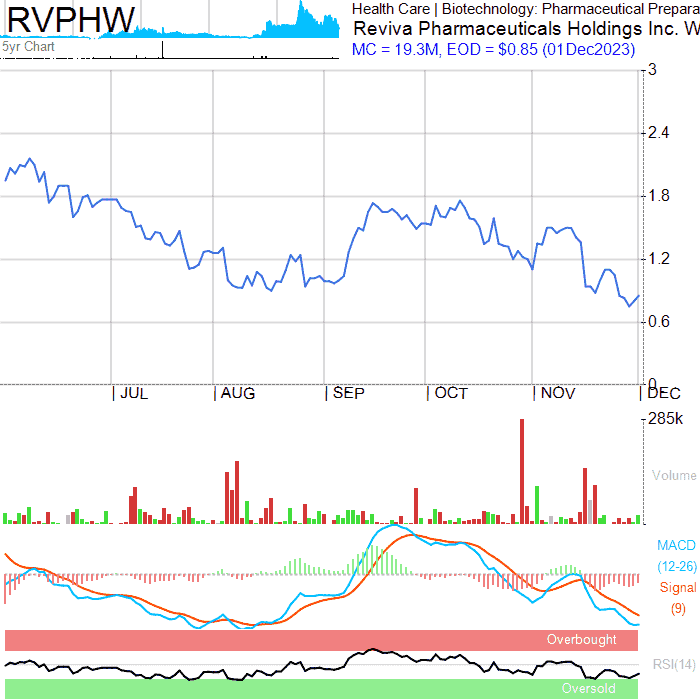 RVPHW
5yr Chart
Health Care | Biotechnology: Pharmaceutical Prepara
Reviva Pharmaceuticals Holdings Inc. W
MC = 19.3M, EOD = $0.85 (01Dec2023)
3
2.4
1.8
1.2
0.6
0
JUL AUG SEP OCT NOV DEC
285k
Volume
MACD
(12-26)
Signal
(9)
Overbought
RSI(14)
Oversold